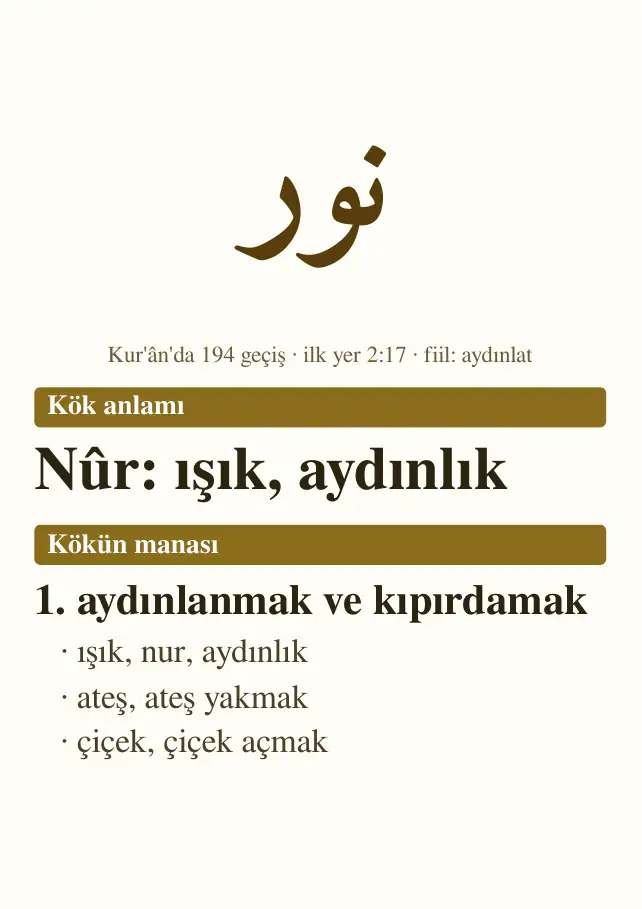 نور
Kur'ân'da 194 geçiş · ilk yer 2:17 · fiil: aydınlat
Kök anlamı
Nûr: ışık, aydınlık
Kökün manası
1. aydınlanmak ve kıpırdamak
· ışık, nur, aydınlık
· ateş, ateş yakmak
· çiçek, çiçek açmak